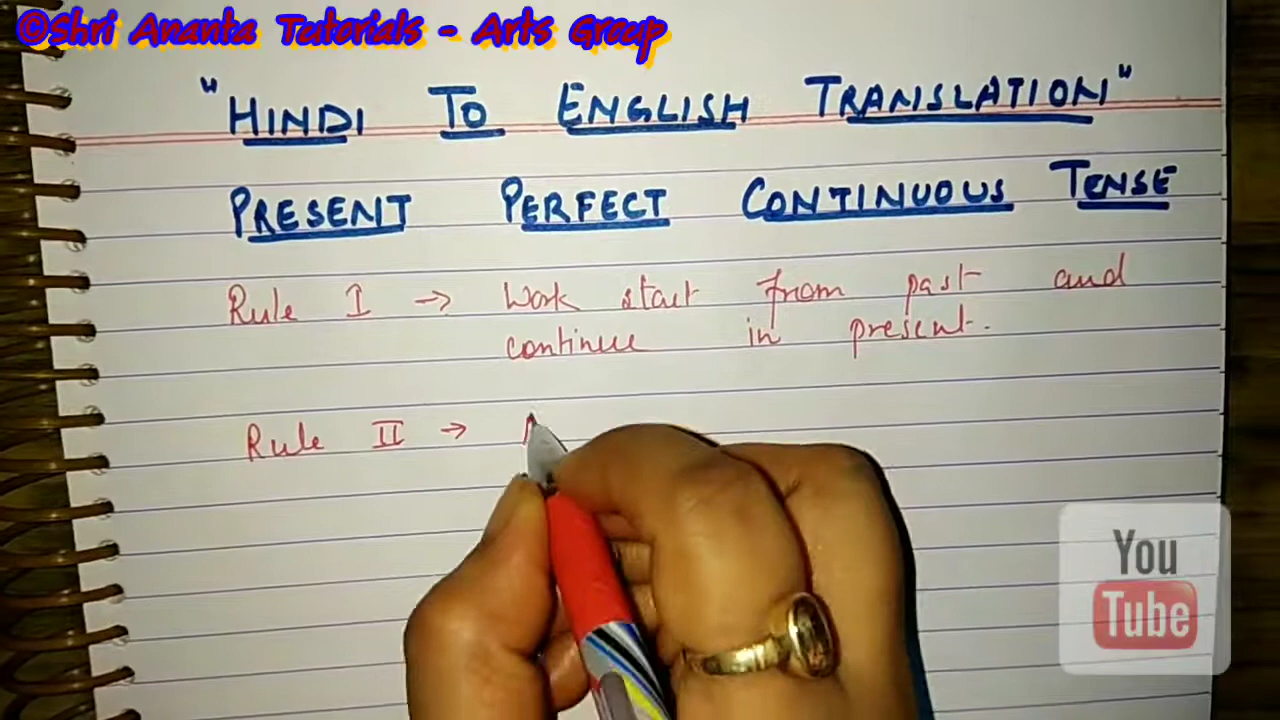 ©Shri Ananta Tutorials - Arts Group
"HINDI TO ENGLISH TRANSLATION"
PRESENT PERFECT CONTINUOUS TENSE
Rule I → Work start from past and
continue in present.
Rule II →
You
Tube